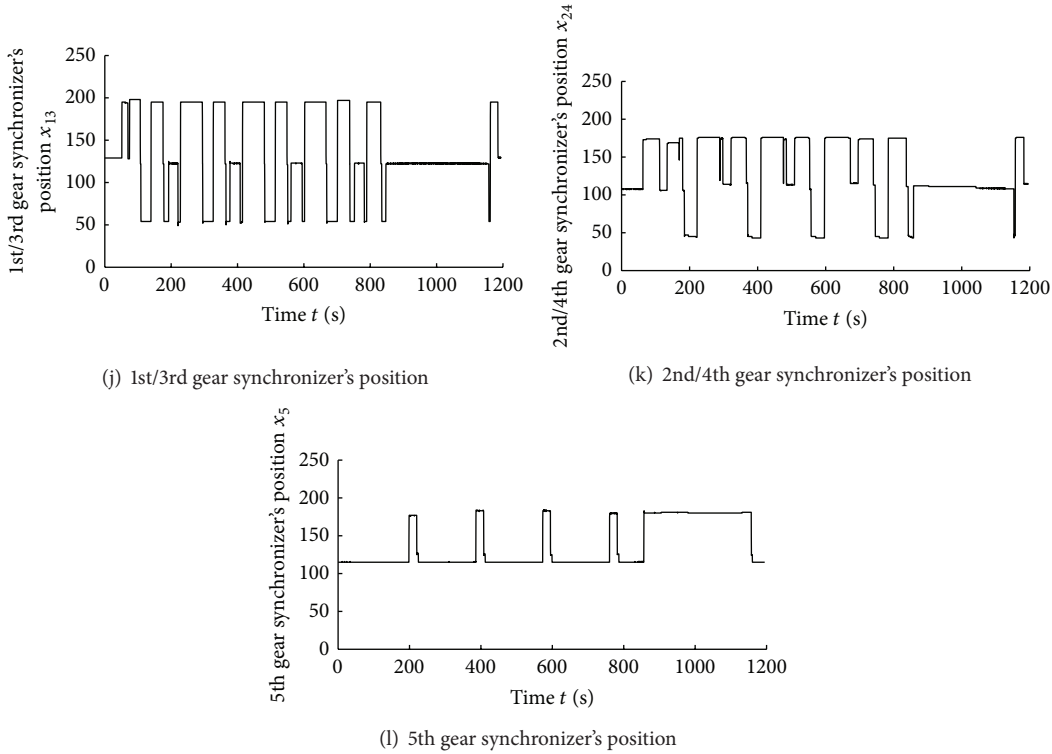 1st/3rd gear synchronizer's
position x13
250
200
150
100
50
0
0 200 400 600 800 1000 1200
Time t (s)
(j) 1st/3rd gear synchronizer's position
2nd/4th gear synchronizer's position x24
250
200
150
100
50
0
0 200 400 600 800 1000 1200
Time t (s)
(k) 2nd/4th gear synchronizer's position
5th gear synchronizer's position x5
250
200
150
100
50
0
0 200 400 600 800 1000 1200
Time t (s)
(l) 5th gear synchronizer's position